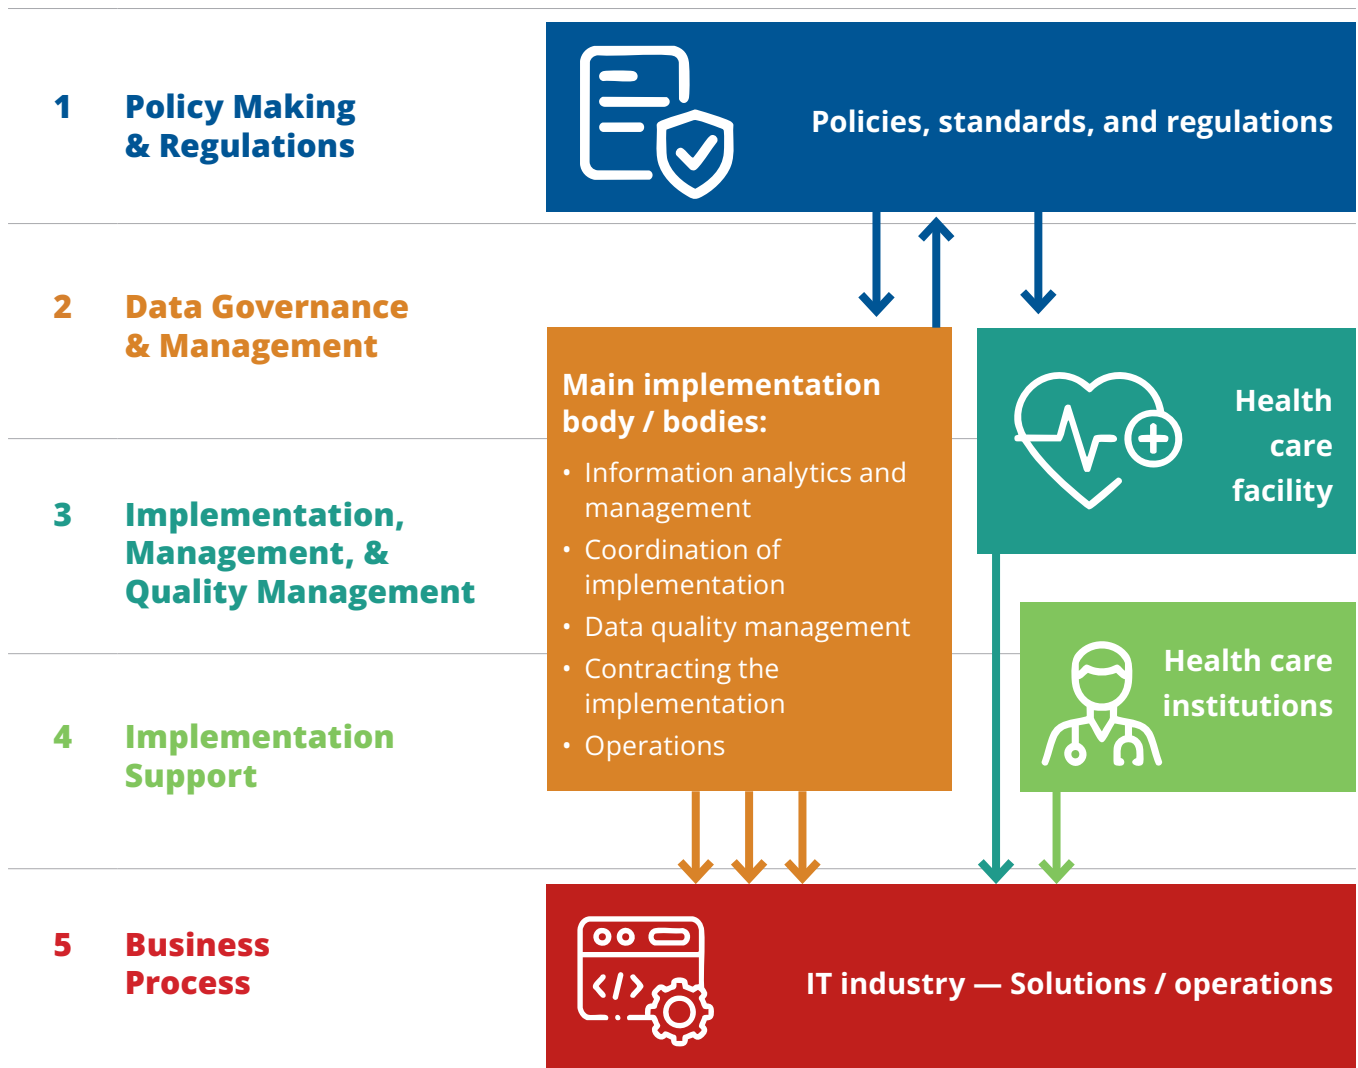 1 Policy Making
& Regulations
Policies, standards, and regulations
2 Data Governance
& Management
3 Implementation,
Management, &
Quality Management
4 Implementation
Support
Main implementation
body / bodies:
• Information analytics and
management
• Coordination of
implementation
• Data quality management
• Contracting the
implementation
• Operations
Health
care
facility
Health care
institutions
5 Business
Process
</>
IT industry — Solutions / operations